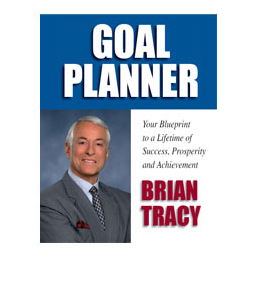 GOAL
PLANNER
Your Blueprint
to a Lifetime of
Success, Prosperity
and Achievement
BRIAN
TRACY